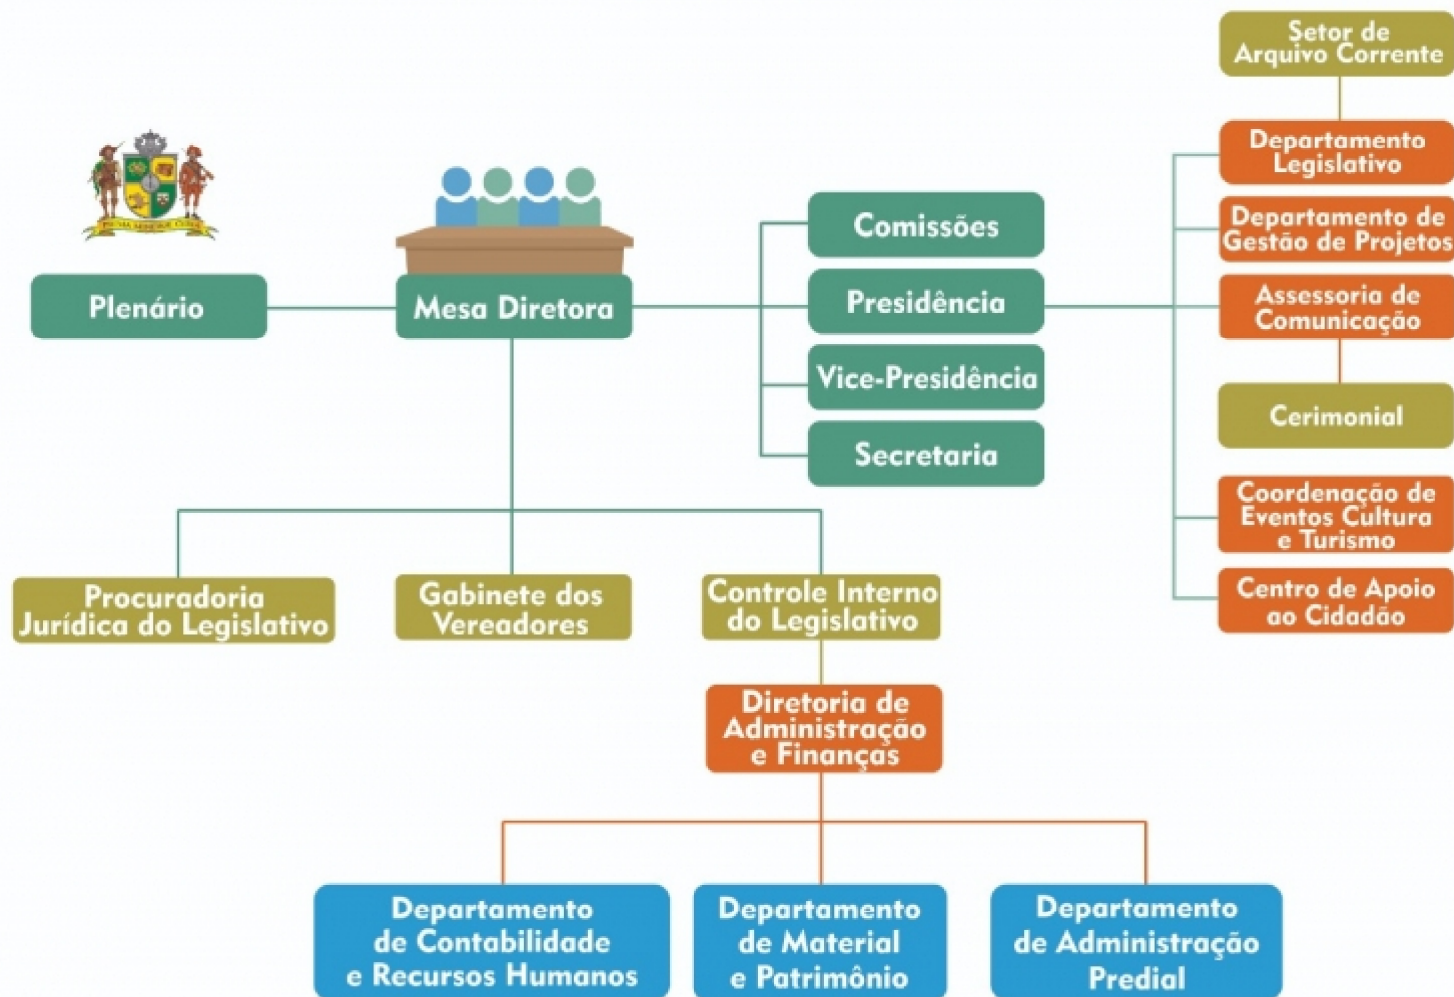 Setor de
Arquivo Corrente
Departamento
Legislativo
Departamento de
Gestão de Projetos
Comissões
Plenário
Mesa Diretora
Presidência
Assessoria de
Comunicação
Vice-Presidência
Cerimonial
Secretaria
Coordenação de
Eventos Cultura
e Turismo
Centro de Apoio
ao Cidadão
Procuradoria
Jurídica do Legislativo
Gabinete dos
Vereadores
Controle Interno
do Legislativo
Diretoria de
Administração
e Finanças
Departamento
de Contabilidade
e Recursos Humanos
Departamento
de Material
e Patrimônio
Departamento
de Administração
Predial